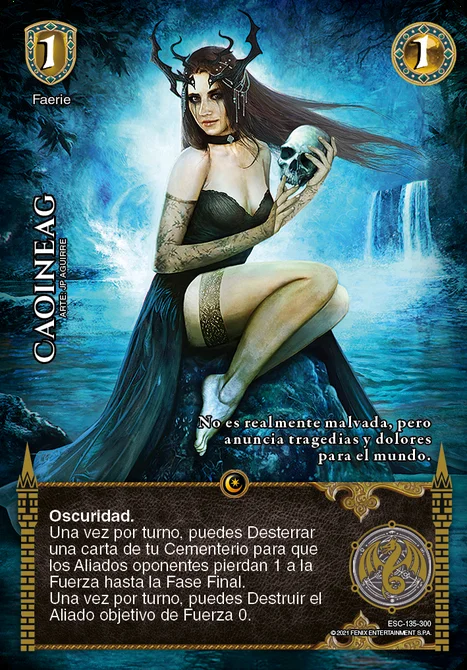 1
1
Faerie
CAOINEAG
ARTE: J.P. AGUIRRE
No es realmente malvada, pero
anuncia tragedias y dolores
para el mundo.
Oscuridad.
Una vez por turno, puedes Desterrar
una carta de tu Cementerio para que
los Aliados oponentes pierdan 1 a la
Fuerza hasta la Fase Final.
Una vez por turno, puedes Destruir el
Aliado objetivo de Fuerza 0.
ESC-135-300
©2021 FENIX ENTERTAINMENT S.P.A.